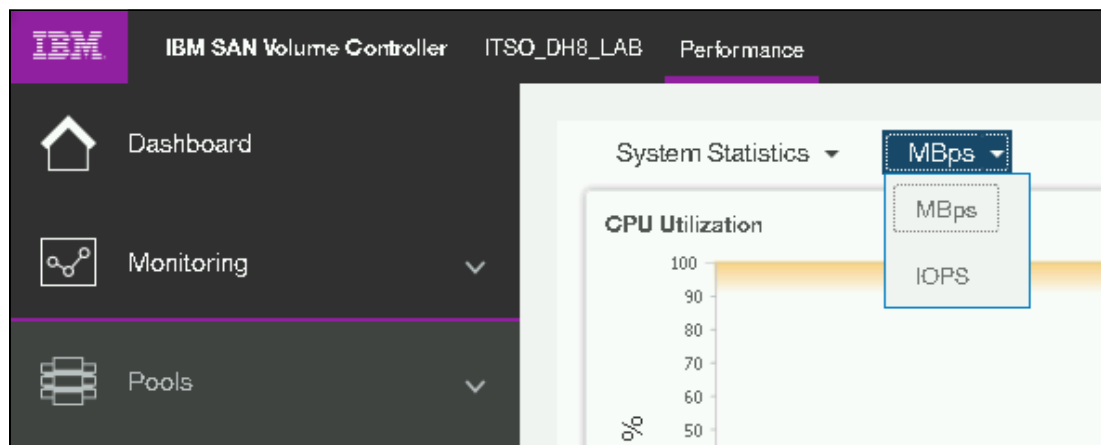 IBM IBM SAN Volume Controller ITSO_DH8_LAB Performance
Dashboard
System Statistics MBps
MBps
CPU Utilization
Monitoring
100
IOPS
90
80
Pools
70
60
50
%